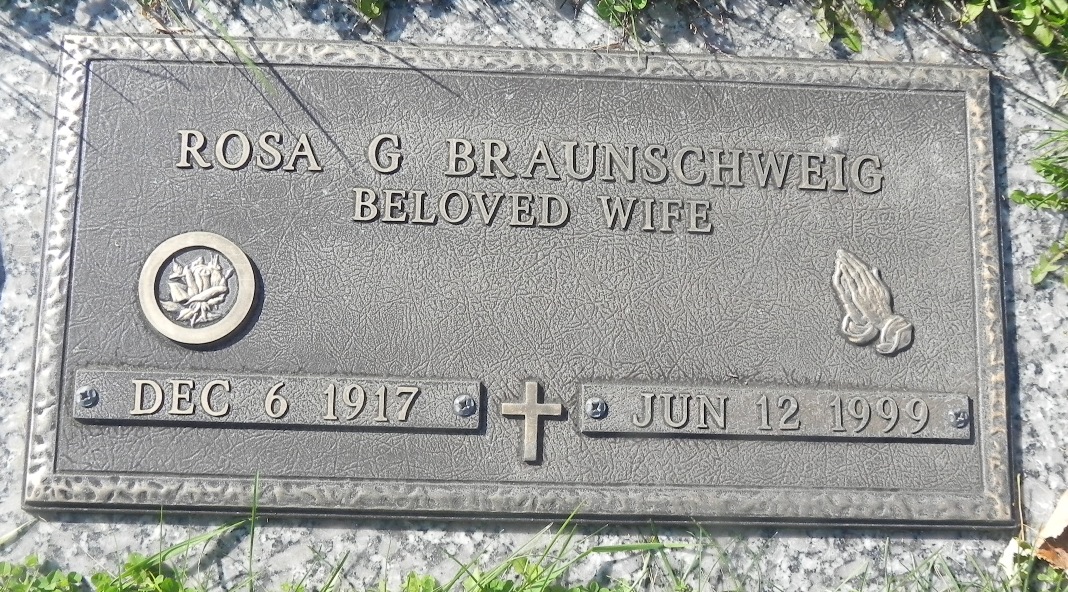 ROSA G BRAUNSCHWEIG
BELOVED WIFE
DEC 6 1917
JUN 12 1999